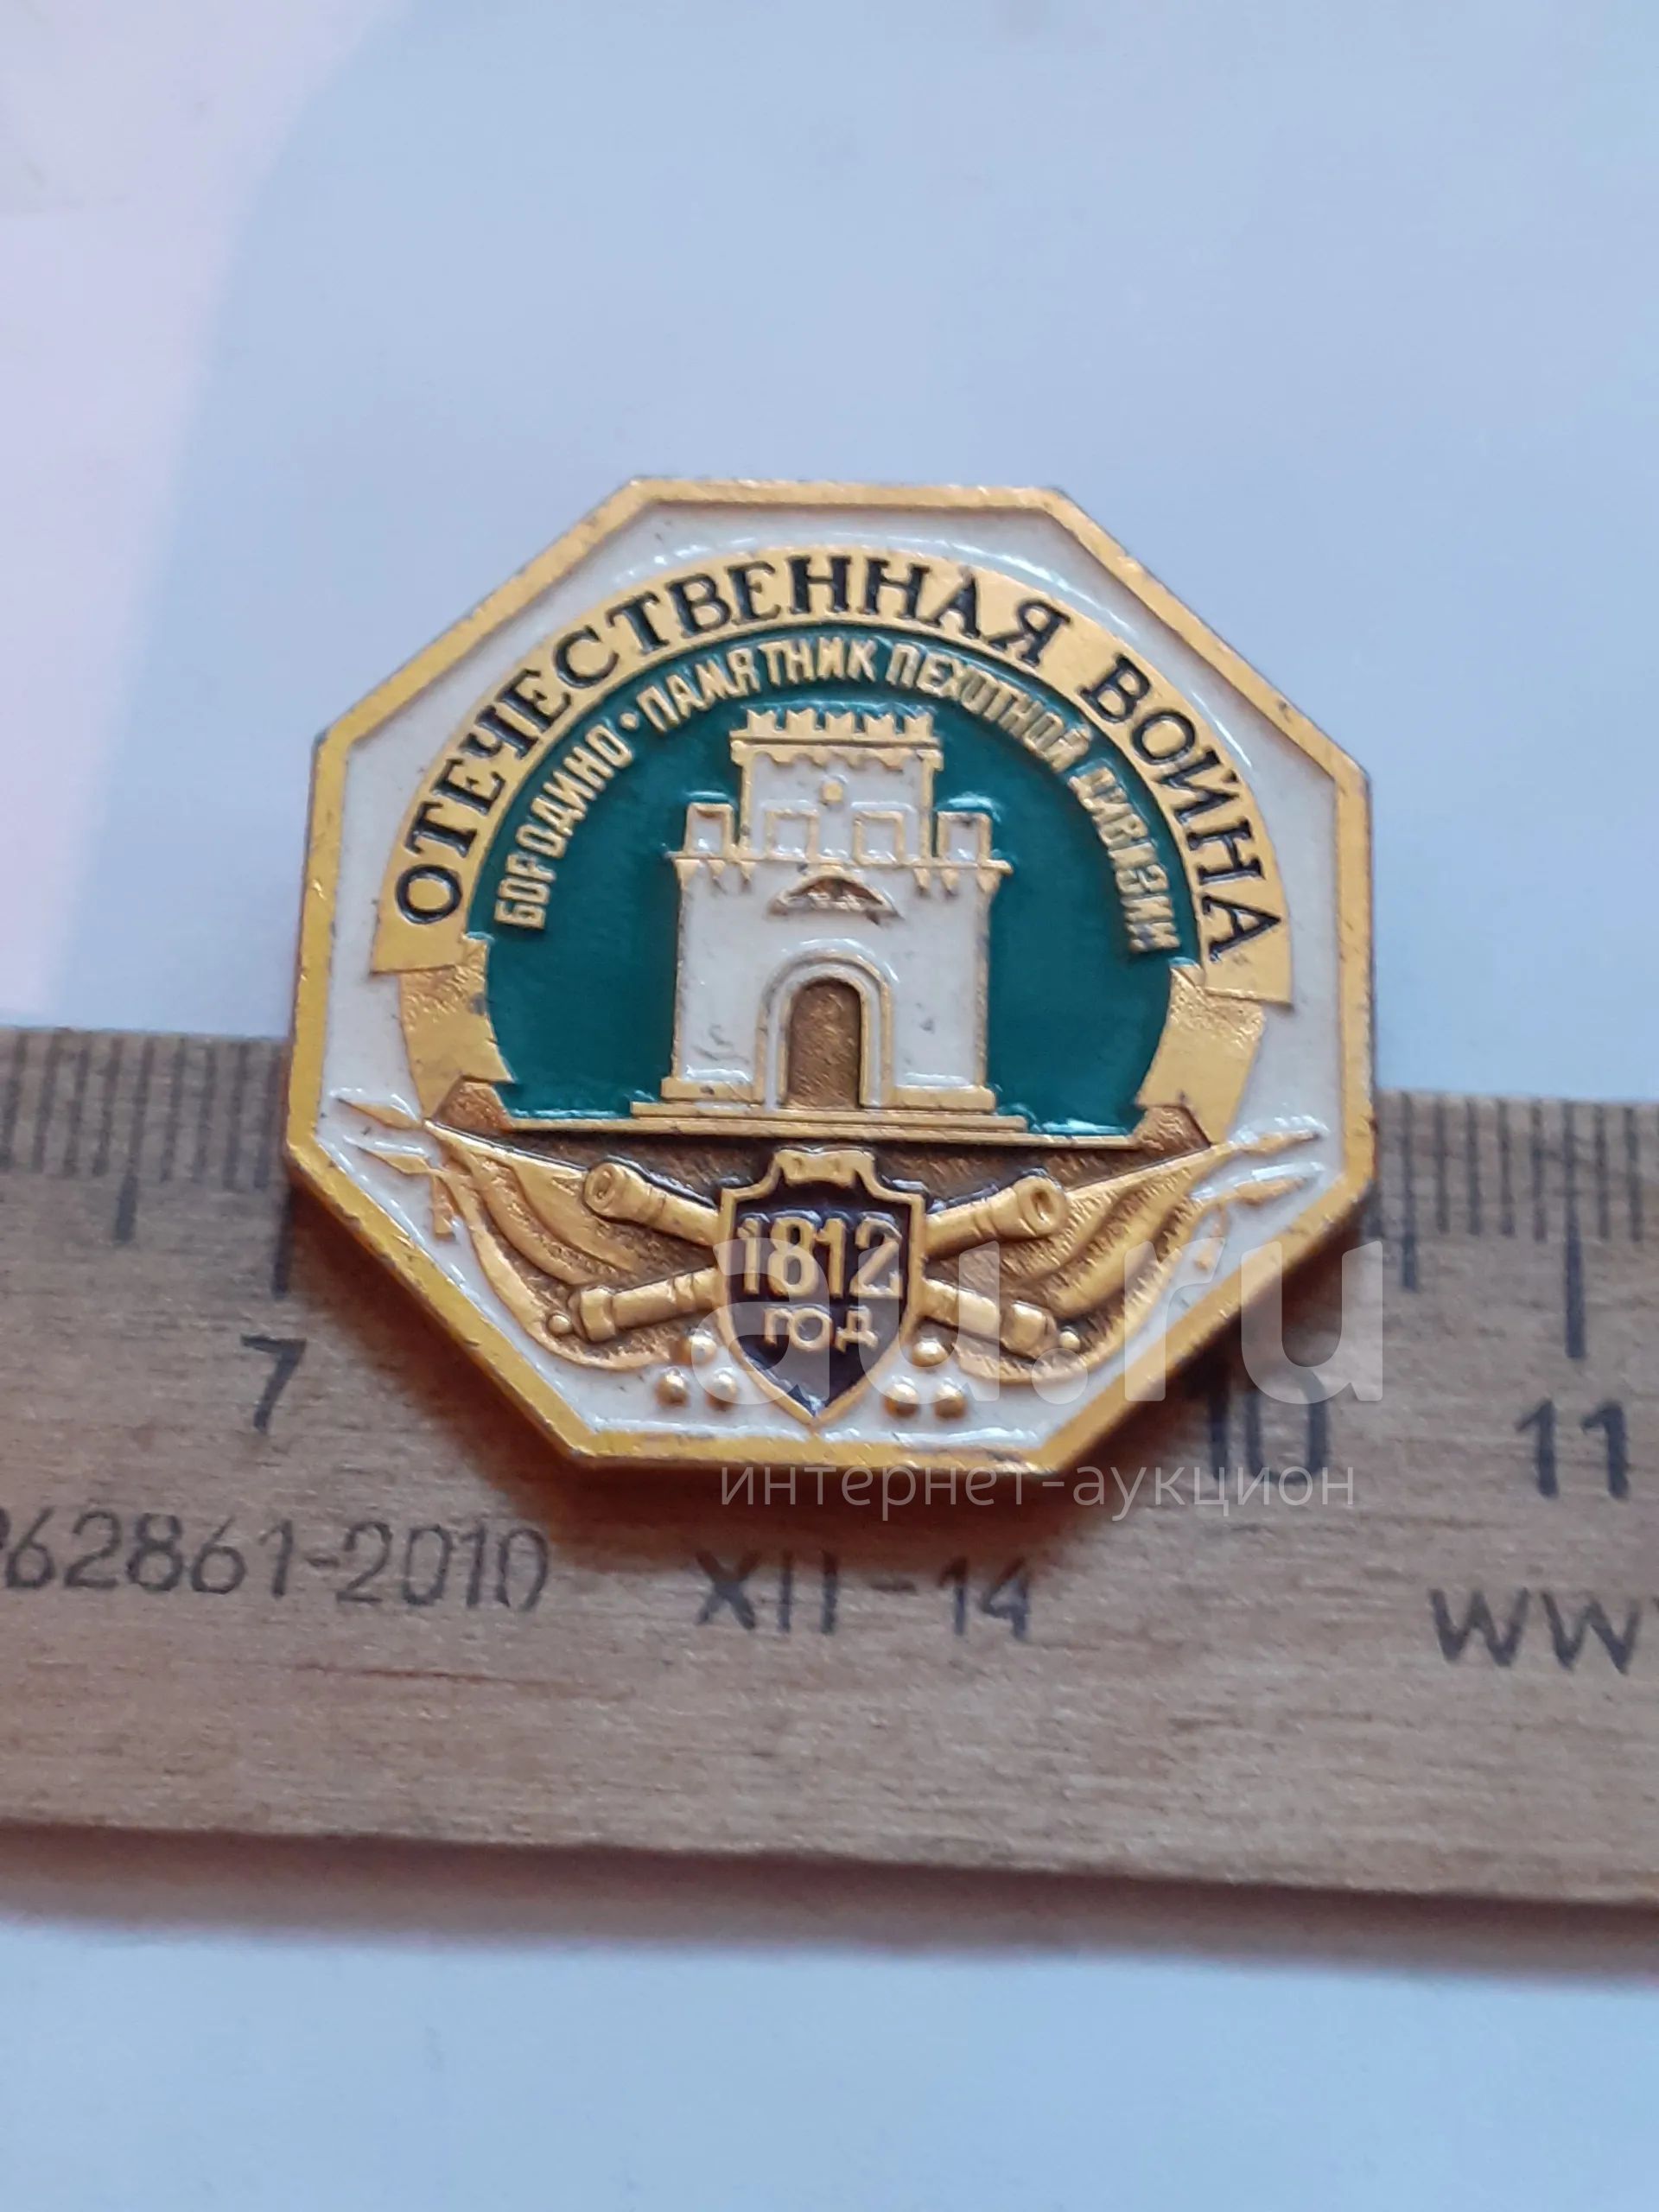 ОТЕЧЕСТВЕННАЯ ВОЙНА
БОРОДИНО • ПАМЯТНИК ПЕХОТНОЙ ДИВИЗИИ
1812
ГОД
au.ru
интернет-аукцион
7 10 11
62861-2010 XII-14 WW